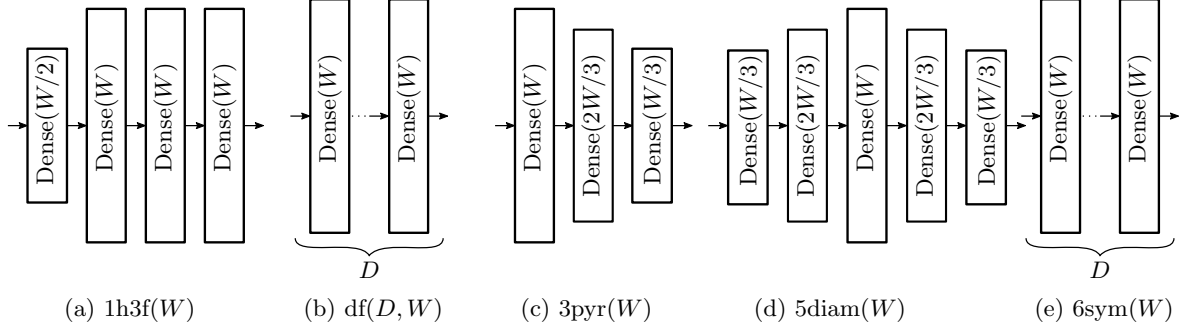 Dense(W/2)
Dense(W)
Dense(W)
Dense(W)
(a) 1h3f(W)
Dense(W)
Dense(W)
D
(b) df(D, W)
Dense(W)
Dense(2W/3)
Dense(W/3)
(c) 3pyr(W)
Dense(W/3)
Dense(2W/3)
Dense(W)
Dense(2W/3)
Dense(W/3)
(d) 5diam(W)
Dense(W)
Dense(W)
D
(e) 6sym(W)